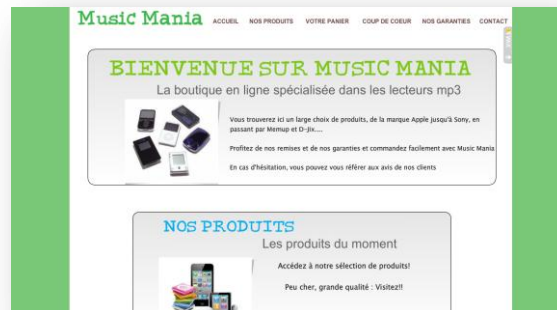 Music Mania ACCUEIL NOS PRODUITS VOTRE PANIER COUP DE COEUR NOS GARANTIES CONTACT
BIENVENUE SUR MUSIC MANIA
La boutique en ligne spécialisée dans les lecteurs mp3
Vous trouverez ici un large choix de produits, de la marque Apple jusqu'à Sony, en
passant par Memup et D-Jix....
Profitez de nos remises et de nos garanties et commandez facilement avec Music Mania
En cas d'hésitation, vous pouvez vous référer aux avis de nos clients
NOS PRODUITS
Les produits du moment
Accédez à notre sélection de produits!
Peu cher, grande qualité : Visitez!!